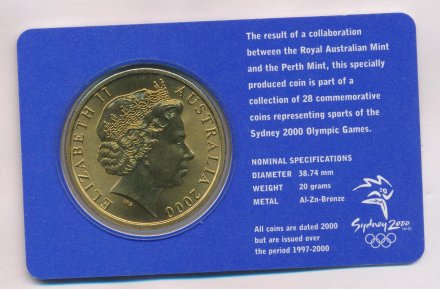 The result of a collaboration
between the Royal Australian Mint
and the Perth Mint, this specially
produced coin is part of a
collection of 28 commemorative
coins representing sports of the
Sydney 2000 Olympic Games.
NOMINAL SPECIFICATIONS
DIAMETER 38.74 mm
WEIGHT 20 grams
METAL Al-Zn-Bronze
All coins are dated 2000
but are issued over
the period 1997-2000
Sydney 2000
ELIZABETH II AUSTRALIA 2000